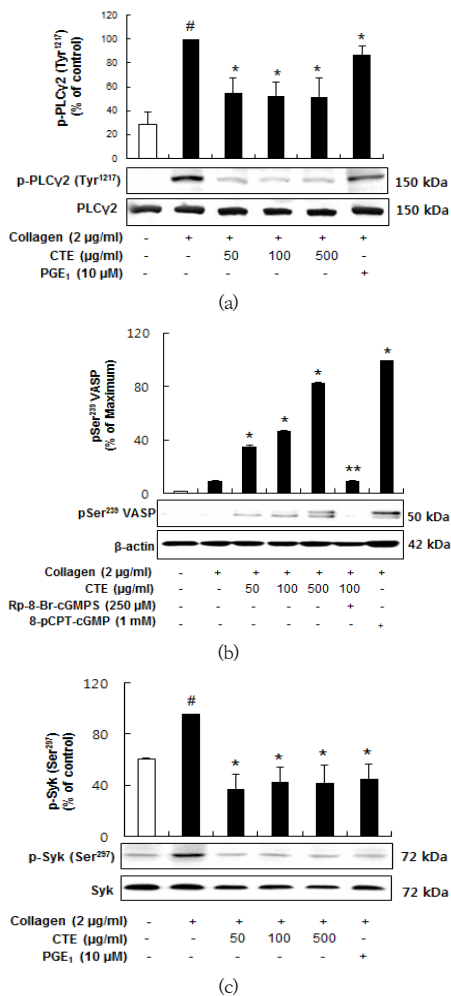 p-PLCγ2 (Tyr1217)
(% of control)
120
100
80
60
40
20
0
#
*
*
*
*
p-PLCγ2 (Tyr1217)
150 kDa
PLCγ2
150 kDa
Collagen (2 µg/ml) - + + + + +
CTE (µg/ml) - - 50 100 500 -
PGE1 (10 µM) - - - - - +
(a)
pSer239 VASP
(% of Maximum)
120
80
40
0
*
*
*
**
*
pSer239 VASP
50 kDa
β-actin
42 kDa
Collagen (2 µg/ml) - + + + + + +
CTE (µg/ml) - - 50 100 500 100 -
Rp-8-Br-cGMPS (250 µM) - - - - - + -
8-pCPT-cGMP (1 mM) - - - - - - +
(b)
p-Syk (Ser297)
(% of control)
120
80
40
0
#
*
*
*
*
p-Syk (Ser297)
72 kDa
Syk
72 kDa
Collagen (2 µg/ml) - + + + + +
CTE (µg/ml) - - 50 100 500 -
PGE1 (10 µM) - - - - - +
(c)